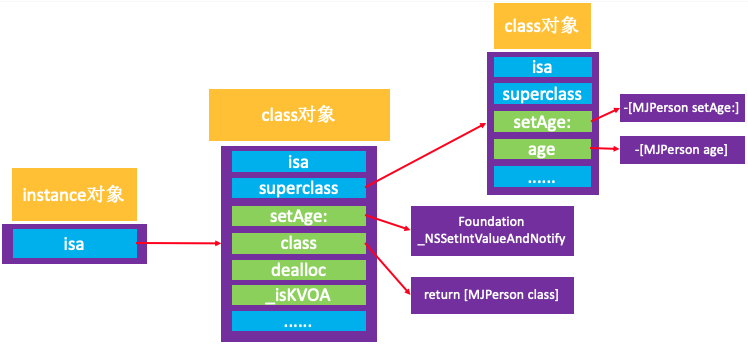 instance对象
isa
class对象
isa
superclass
setAge:
class
dealloc
_isKVOA
......
Foundation
_NSSetIntValueAndNotify
return [MJPerson class]
class对象
isa
superclass
setAge:
age
......
-[MJPerson setAge:]
-[MJPerson age]